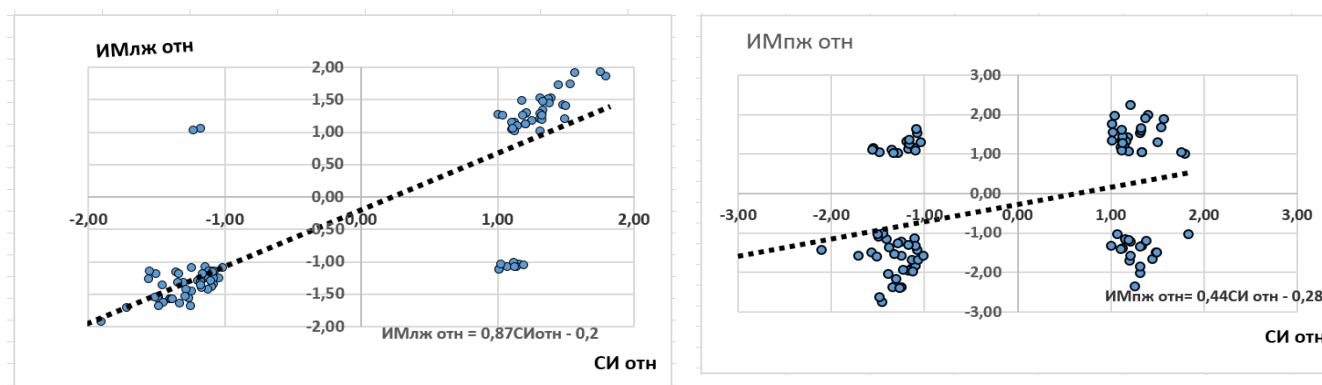 ИМлж отн
2,00
1,50
1,00
0,50
0,00
-2,00 -1,00 0,00 1,00 2,00
-0,50
-1,00
-1,50
-2,00
ИМлж отн = 0,87СИотн - 0,2
СИ отн
ИМпж отн
3,00
2,00
1,00
0,00
-3,00 -2,00 -1,00 0,00 1,00 2,00 3,00
-1,00
-2,00
-3,00
ИМпж отн= 0,44СИ отн - 0,28
СИ отн